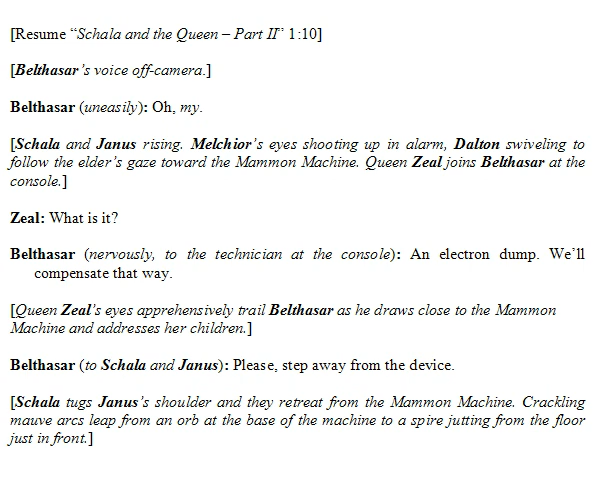 [Resume “Schala and the Queen – Part II” 1:10]
[Belthasar’s voice off-camera.]
Belthasar (uneasily): Oh, my.
[Schala and Janus rising. Melchior’s eyes shooting up in alarm, Dalton swiveling to
follow the elder’s gaze toward the Mammon Machine. Queen Zeal joins Belthasar at the
console.]
Zeal: What is it?
Belthasar (nervously, to the technician at the console): An electron dump. We’ll
compensate that way.
[Queen Zeal’s eyes apprehensively trail Belthasar as he draws close to the Mammon
Machine and addresses her children.]
Belthasar (to Schala and Janus): Please, step away from the device.
[Schala tugs Janus’s shoulder and they retreat from the Mammon Machine. Crackling
mauve arcs leap from an orb at the base of the machine to a spire jutting from the floor
just in front.]